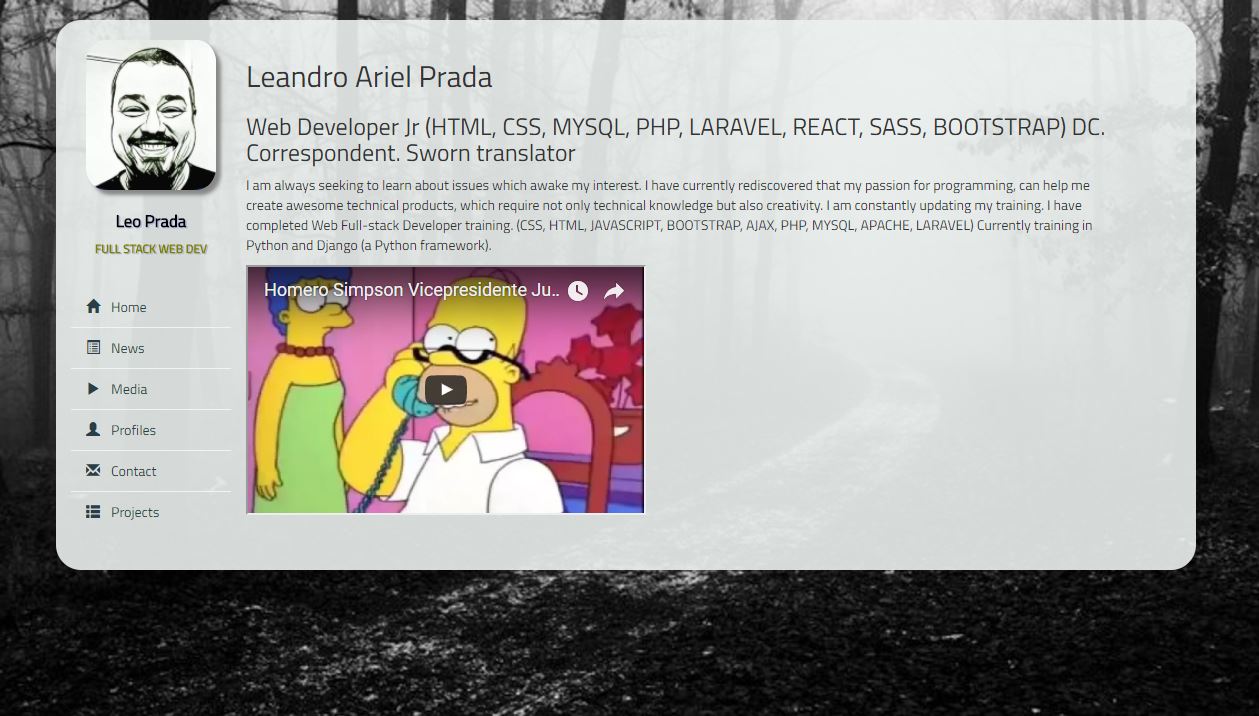 Leandro Ariel Prada
Web Developer Jr (HTML, CSS, MYSQL, PHP, LARAVEL, REACT, SASS, BOOTSTRAP) DC.
Correspondent. Sworn translator
I am always seeking to learn about issues which awake my interest. I have currently rediscovered that my passion for programming, can help me
create awesome technical products, which require not only technical knowledge but also creativity. I am constantly updating my training. I have
completed Web Full-stack Developer training. (CSS, HTML, JAVASCRIPT, BOOTSTRAP, AJAX, PHP, MYSQL, APACHE, LARAVEL) Currently training in
Python and Django (a Python framework).
Leo Prada
FULL STACK WEB DEV
Home
News
Media
Profiles
Contact
Projects
Homero Simpson Vicepresidente Ju...